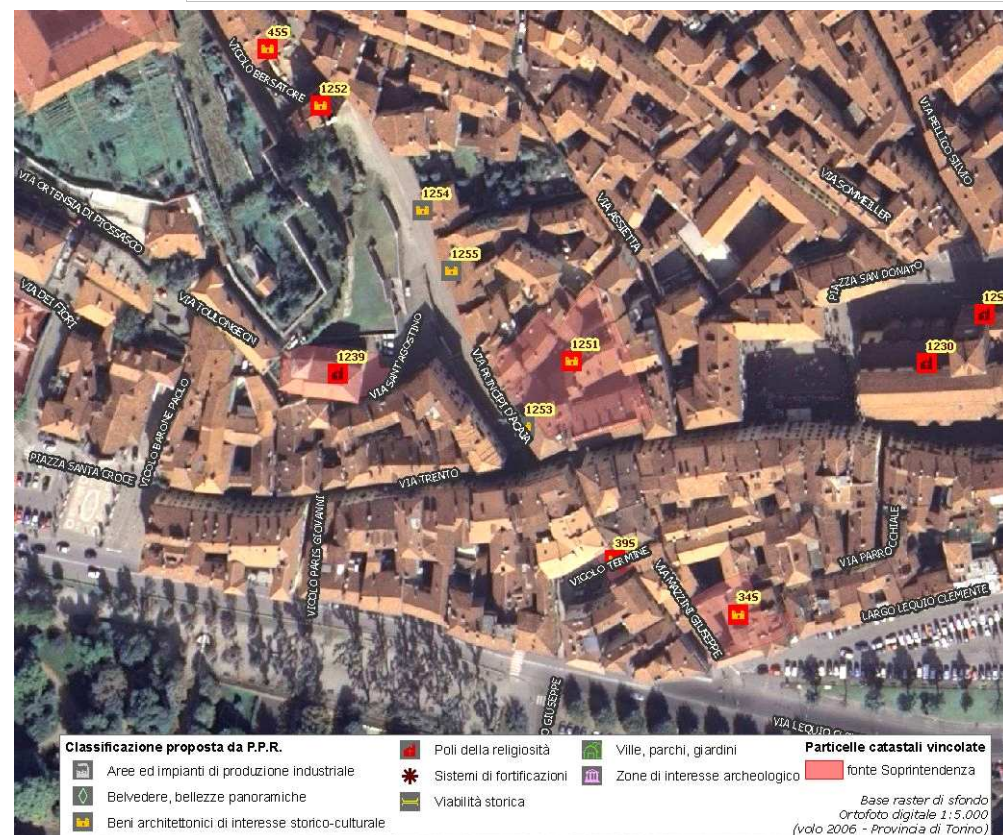 455
VICOLO BERSATORE
1252
VIA PELLICO SILVIO
VIA SOMMEILLER
VIA ORTENSIA DI PIOSSASCO
1254
VIA ASSIETTA
1255
PIAZZA SAN DONATO
VIA DEI FIORI
VIA TOULONGEON
125
1239
VIA SANT'AGOSTINO
VIA PRINCIPI D'ACAJA
1251
1230
VICOLO BARONE PAOLO
1253
PIAZZA SANTA CROCE
VIA TRENTO
VICOLO PARIS GIOVANNI
395
VICOLO TERMINE
VIA MAZZINI GIUSEPPE
VIA PARROCCHIALE
345
LARGO LEQUIO CLEMENTE
O GIUSEPPE
VIA LEQUIO CL
Classificazione proposta da P.P.R.
Aree ed impianti di produzione industriale
Belvedere, bellezze panoramiche
Beni architettonici di interesse storico-culturale
Poli della religiosità
Sistemi di fortificazioni
Viabilità storica
Ville, parchi, giardini
Zone di interesse archeologico
Particelle catastali vincolate
fonte Soprintendenza
Base raster di sfondo
Ortofoto digitale 1:5.000
(volo 2006 - Provincia di Torino)